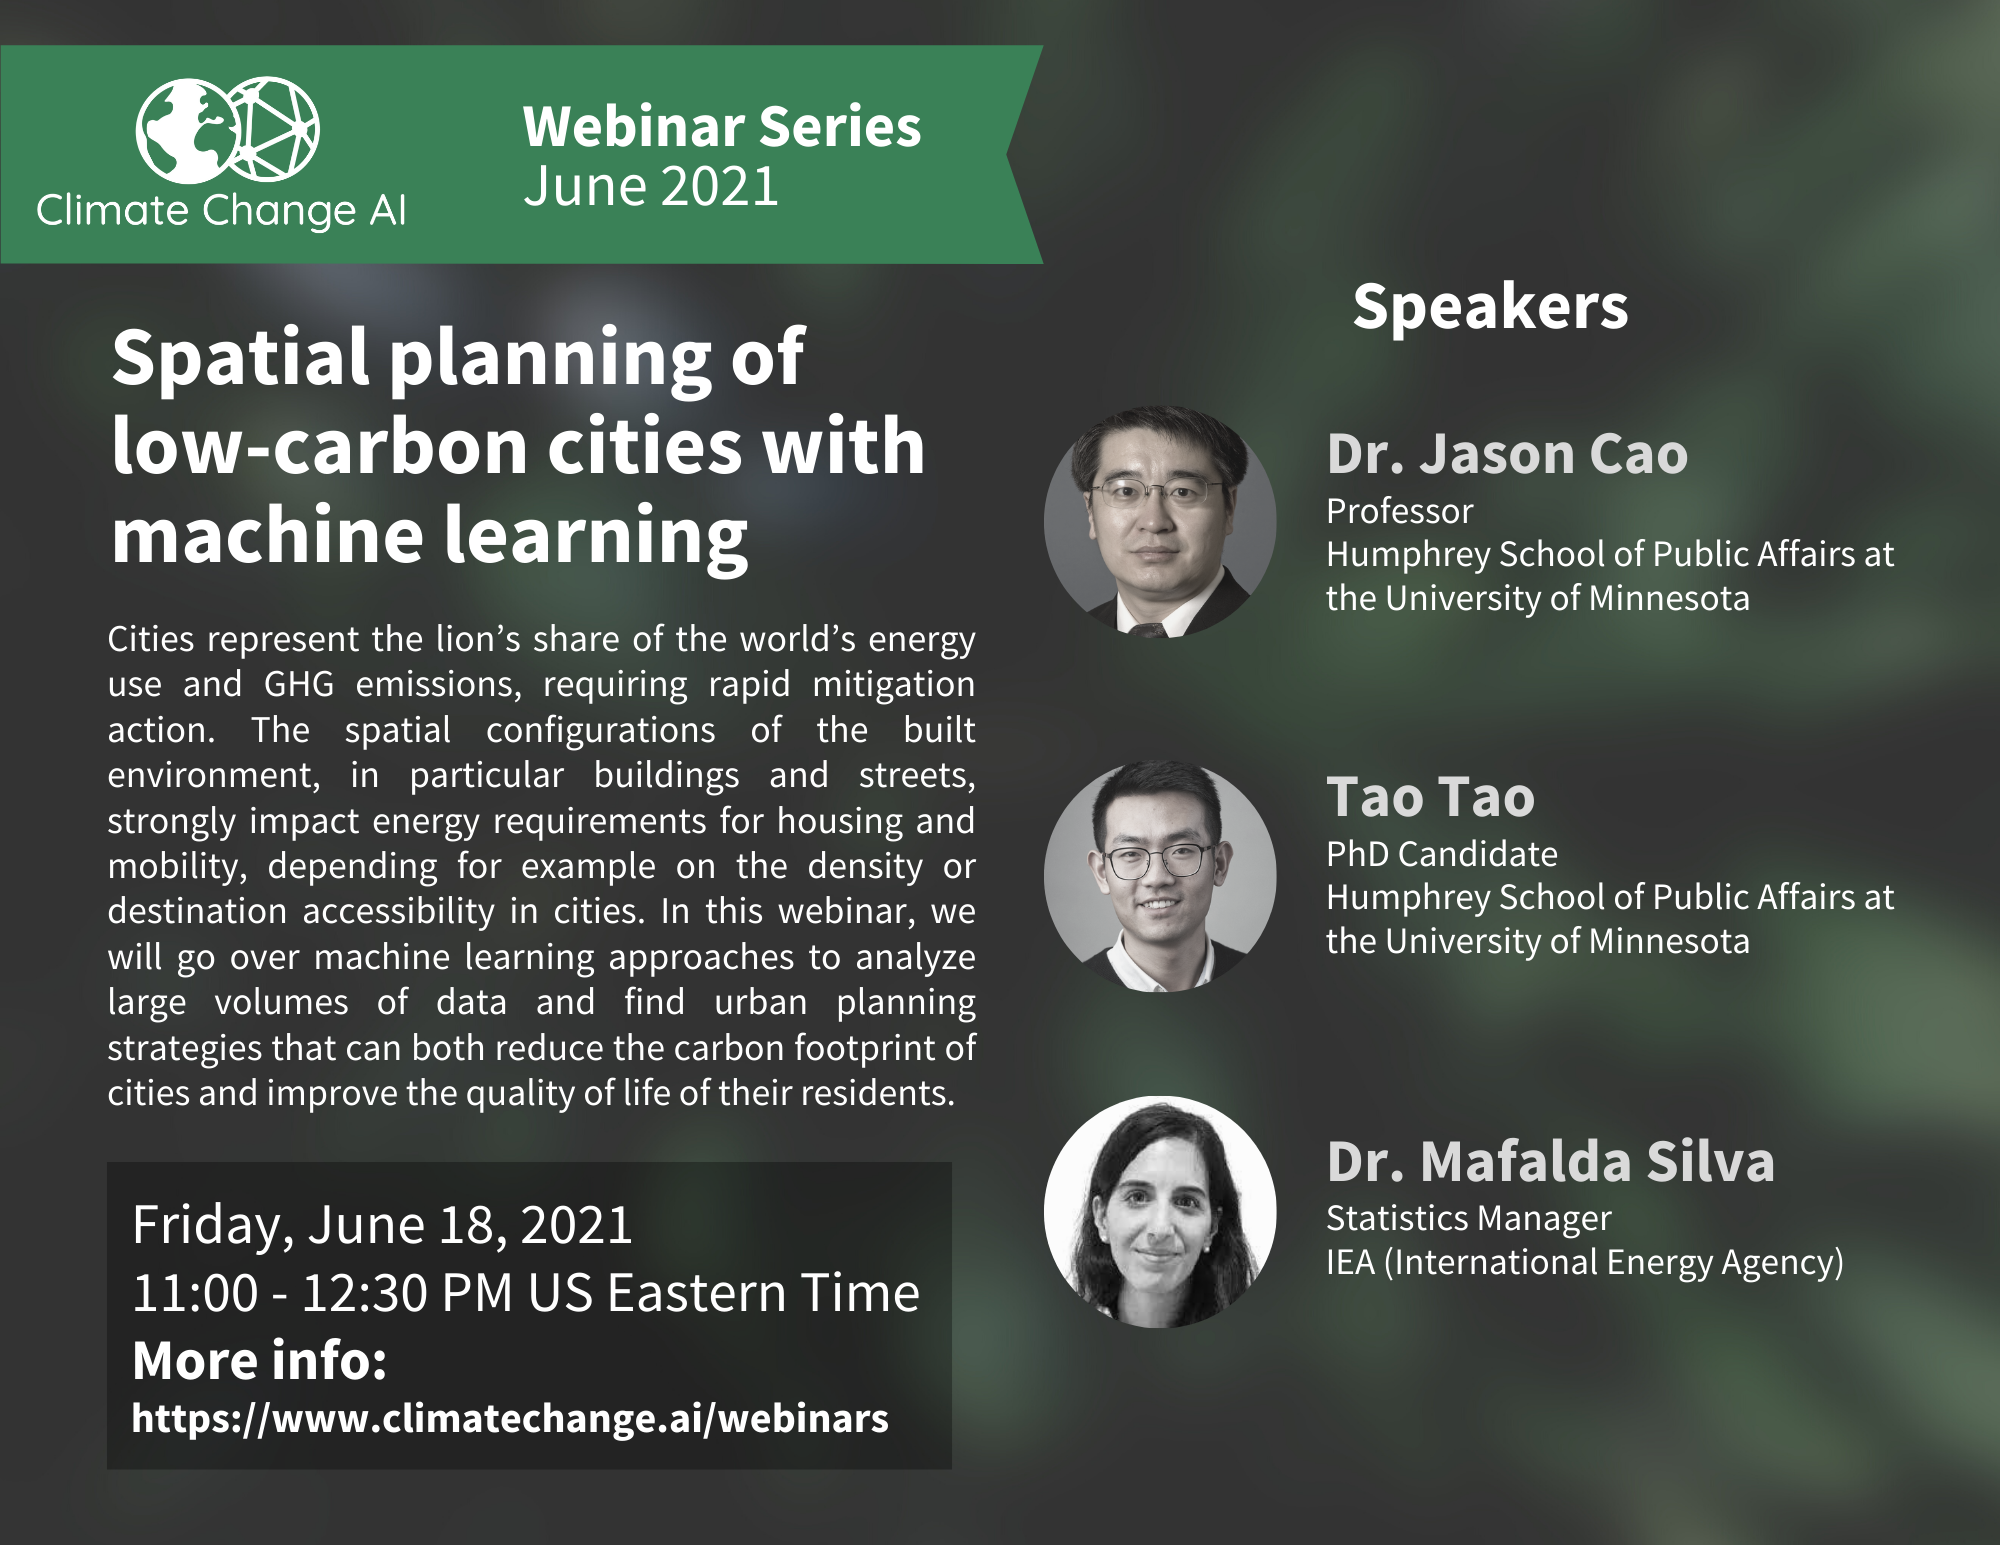 Climate Change AI
Webinar Series
June 2021
Spatial planning of
low-carbon cities with
machine learning
Cities represent the lion’s share of the world’s energy
use and GHG emissions, requiring rapid mitigation
action. The spatial configurations of the built
environment, in particular buildings and streets,
strongly impact energy requirements for housing and
mobility, depending for example on the density or
destination accessibility in cities. In this webinar, we
will go over machine learning approaches to analyze
large volumes of data and find urban planning
strategies that can both reduce the carbon footprint of
cities and improve the quality of life of their residents.
Friday, June 18, 2021
11:00 - 12:30 PM US Eastern Time
More info:
https://www.climatechange.ai/webinars
Speakers
Dr. Jason Cao
Professor
Humphrey School of Public Affairs at
the University of Minnesota
Tao Tao
PhD Candidate
Humphrey School of Public Affairs at
the University of Minnesota
Dr. Mafalda Silva
Statistics Manager
IEA (International Energy Agency)